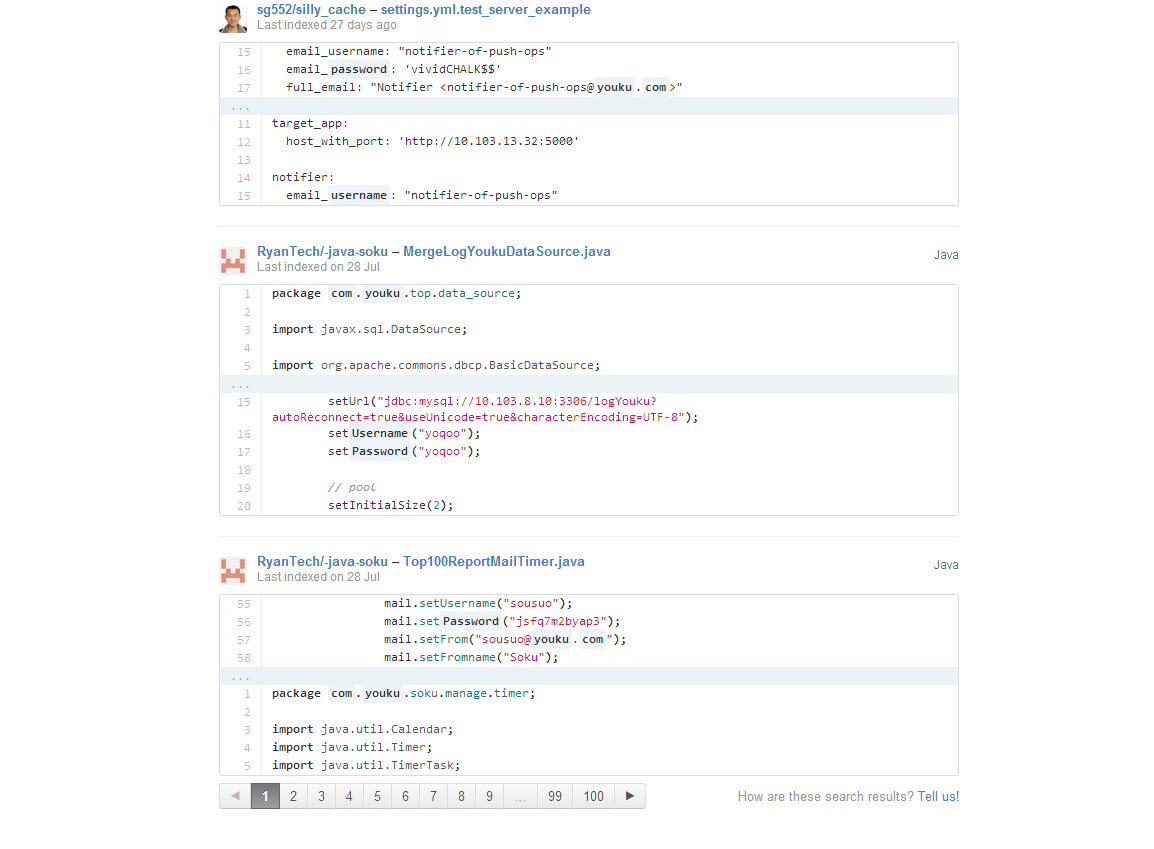 sg552/silly_cache – settings.yml.test_server_example
Last indexed 27 days ago
15 email_username: "notifier-of-push-ops"
16 email_password: 'vividCHALK$$'
17 full_email: "Notifier <notifier-of-push-ops@youku.com>"
...
11 target_app:
12 host_with_port: 'http://10.103.13.32:5000'
13
14 notifier:
15 email_username: "notifier-of-push-ops"
RyanTech/-java-soku – MergeLogYoukuDataSource.java
Java
Last indexed on 28 Jul
1 package com.youku.top.data_source;
2
3 import javax.sql.DataSource;
4
5 import org.apache.commons.dbcp.BasicDataSource;
...
15 setUrl("jdbc:mysql://10.103.8.10:3306/logYouku?
autoReconnect=true&useUnicode=true&characterEncoding=UTF-8");
16 setUsername("yoqoo");
17 setPassword("yoqoo");
18
19 // pool
20 setInitialSize(2);
RyanTech/-java-soku – Top100ReportMailTimer.java
Java
Last indexed on 28 Jul
55 mail.setUsername("sousuo");
56 mail.setPassword("jsfq7m2byap3");
57 mail.setFrom("sousuo@youku.com");
58 mail.setFromname("Soku");
...
1 package com.youku.soku.manage.timer;
2
3 import java.util.Calendar;
4 import java.util.Timer;
5 import java.util.TimerTask;
◀ 1 2 3 4 5 6 7 8 9 ... 99 100 ▶
How are these search results? Tell us!